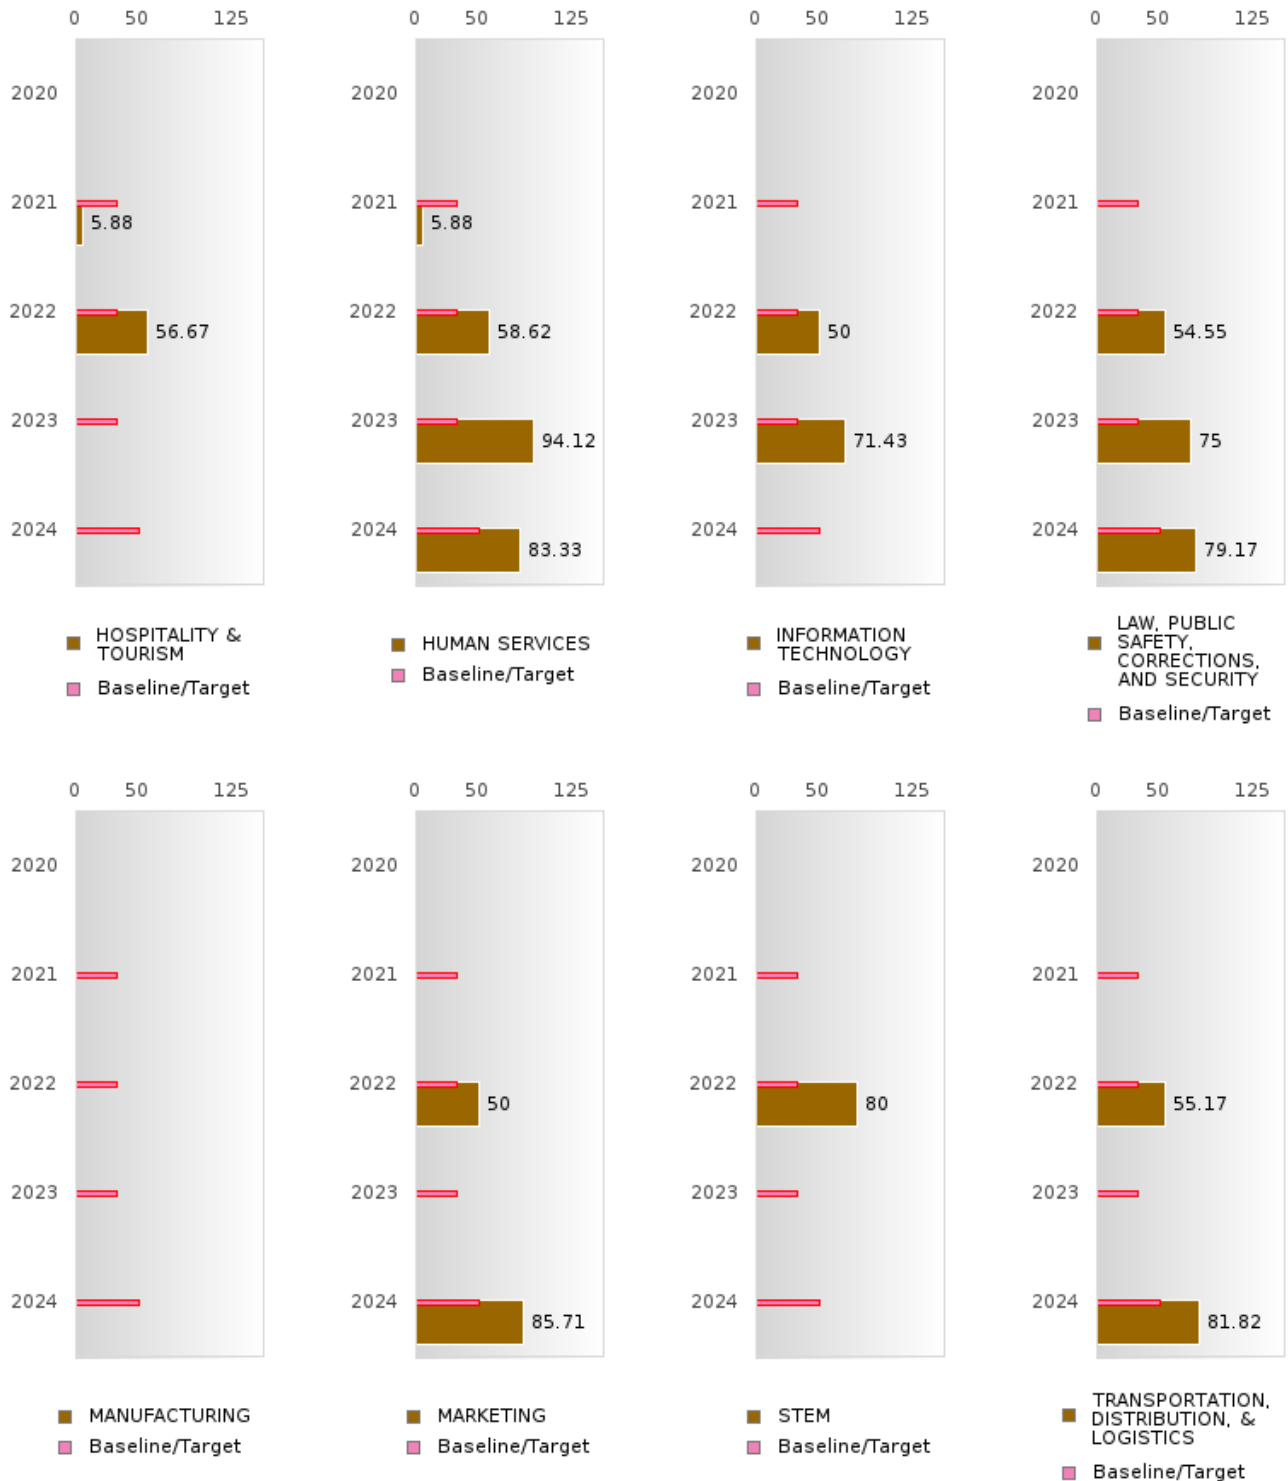 0 50 125
0 50 125
0 50 125
0 50 125
2020
2020
2020
2020
2021
5.88
2021
5.88
2021
2021
2022
56.67
2022
58.62
2022
50
2022
54.55
2023
2023
94.12
2023
71.43
2023
75
2024
2024
83.33
2024
2024
79.17
HOSPITALITY &
TOURISM
Baseline/Target
HUMAN SERVICES
Baseline/Target
INFORMATION
TECHNOLOGY
Baseline/Target
LAW, PUBLIC
SAFETY,
CORRECTIONS,
AND SECURITY
Baseline/Target
0 50 125
0 50 125
0 50 125
0 50 125
2020
2020
2020
2020
2021
2021
2021
2021
2022
2022
50
2022
80
2022
55.17
2023
2023
2023
2023
2024
2024
85.71
2024
2024
81.82
MANUFACTURING
Baseline/Target
MARKETING
Baseline/Target
STEM
Baseline/Target
TRANSPORTATION,
DISTRIBUTION, &
LOGISTICS
Baseline/Target